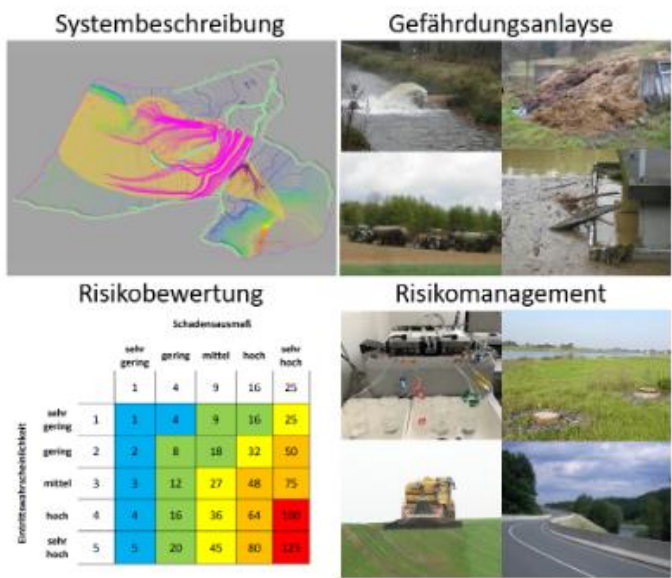 Systembeschreibung
Gefährdungsanlayse
Risikobewertung
Risikomanagement
Schadensausmaß
sehr gering
gering
mittel
hoch
sehr hoch
1 4 9 16 25
Eintrittswahrscheinlichkeit
sehr gering 1 1 4 9 16 25
gering 2 2 8 18 32 50
mittel 3 3 12 27 48 75
hoch 4 4 16 36 64 100
sehr hoch 5 5 20 45 80 125